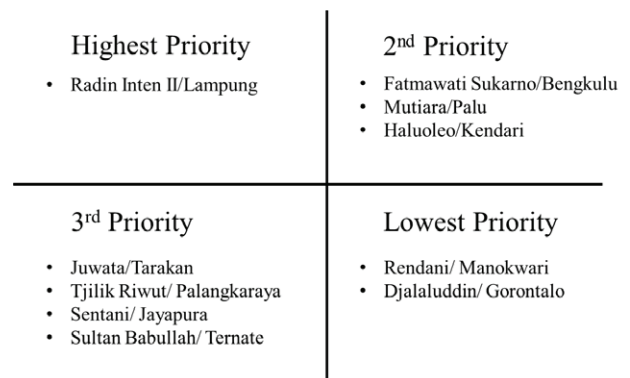 Highest Priority
• Radin Inten II/Lampung
2nd Priority
• Fatmawati Sukarno/Bengkulu
• Mutiara/Palu
• Haluoleo/Kendari
3rd Priority
• Juwata/Tarakan
• Tjilik Riwut/ Palangkaraya
• Sentani/ Jayapura
• Sultan Babullah/ Ternate
Lowest Priority
• Rendani/ Manokwari
• Djalaluddin/ Gorontalo